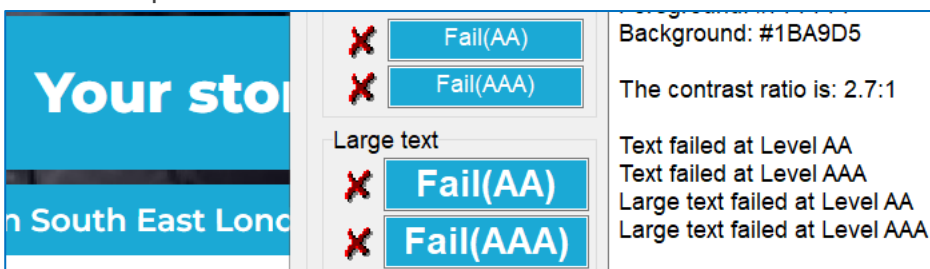 Your stor
n South East Lond
Fail(AA)
Fail(AAA)
Large text
Fail(AA)
Fail(AAA)
Background: #1BA9D5
The contrast ratio is: 2.7:1
Text failed at Level AA
Text failed at Level AAA
Large text failed at Level AA
Large text failed at Level AAA